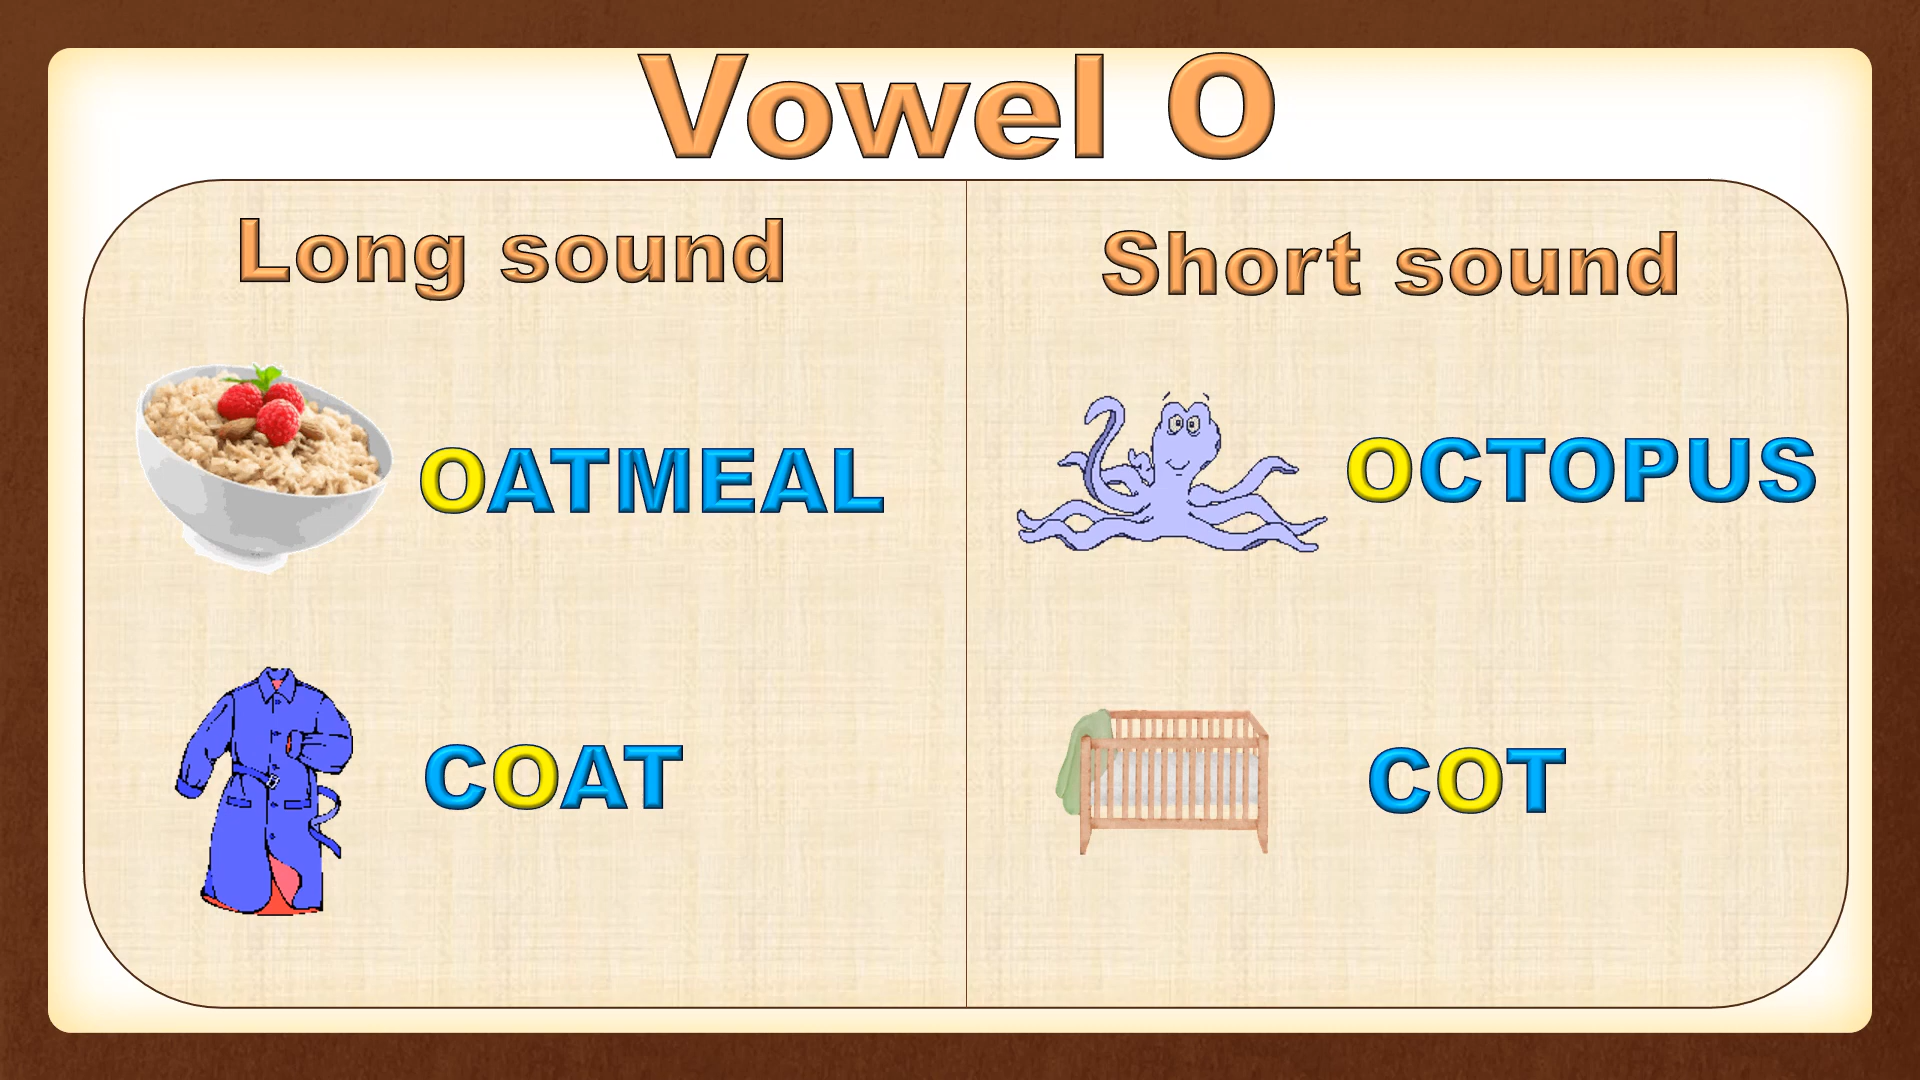 Vowel O
Long sound
OATMEAL
COAT
Short sound
OCTOPUS
COT